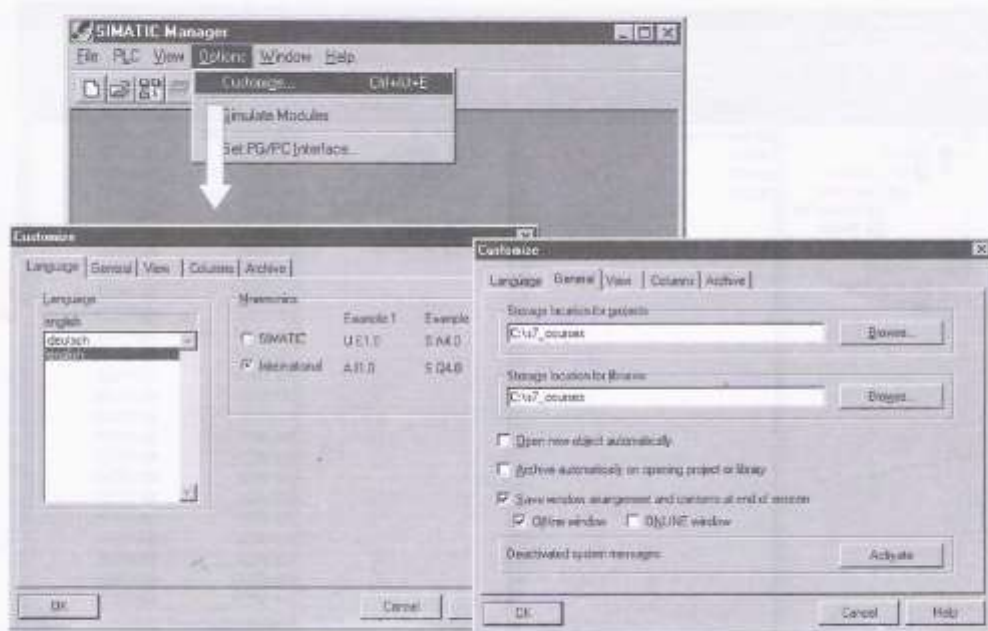 SIMATIC Manager
File PLC View Options Window Help
Customize... Ctrl+Alt+E
Simulate Modules
Set PG/PC Interface...
Customize
Language General View Columns Archive
Language
english
deutsch
english
Mnemonics
Example 1 Example
SIMATIC U E1.0 S A4.0
International A I1.0 S Q4.0
OK Cancel
Customize
Language General View Columns Archive
Storage location for projects
C:\s7_courses Browse...
Storage location for libraries
C:\s7_courses Browse...
Open new object automatically
Archive automatically on opening project or library
Save window arrangement and contents at end of session
Offline window ONLINE window
Deactivated system messages Activate
OK Cancel Help